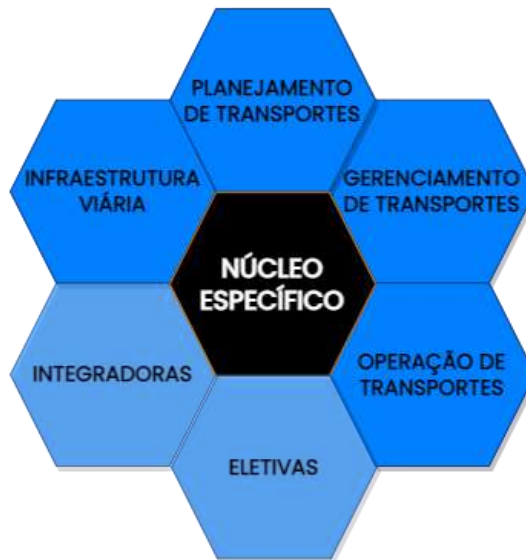 PLANEJAMENTO
DE TRANSPORTES
INFRAESTRUTURA
VIÁRIA
GERENCIAMENTO
DE TRANSPORTES
NÚCLEO
ESPECÍFICO
INTEGRADORAS
OPERAÇÃO DE
TRANSPORTES
ELETIVAS